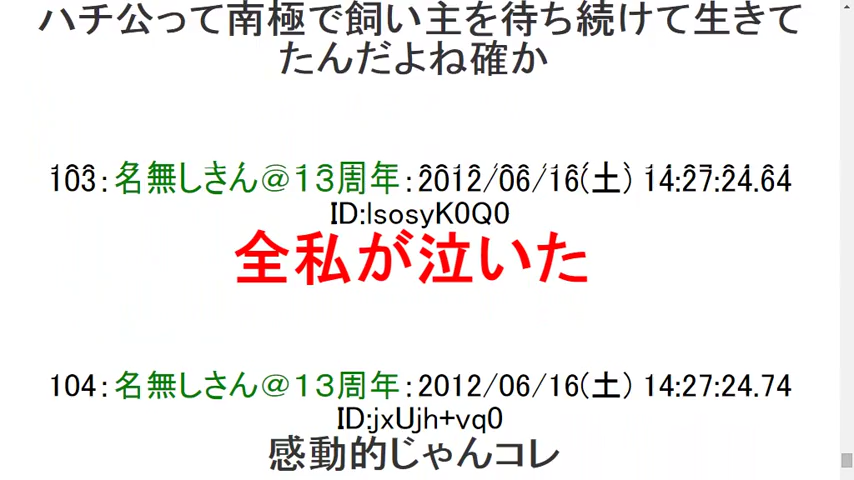 ハチ公って南極で飼い主を待ち続けて生きて
たんだよね確か
103：名無しさん＠１３周年：2012/06/16(土) 14:27:24.64
ID:lsosyK0Q0
全私が泣いた
104：名無しさん＠１３周年：2012/06/16(土) 14:27:24.74
ID:jxUjh+vq0
感動的じゃんコレ